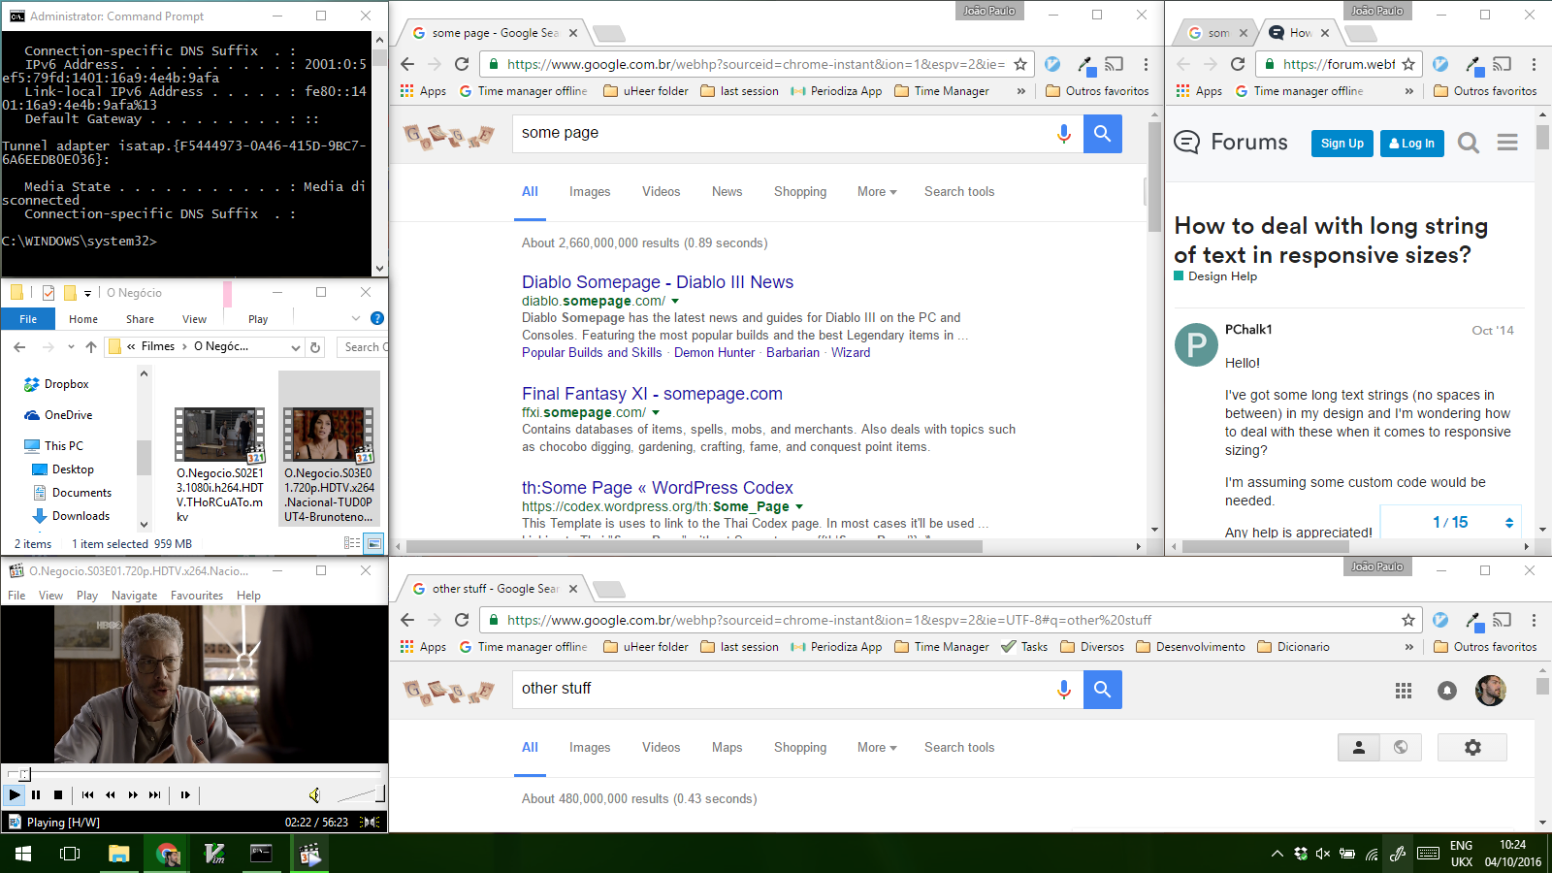 Administrator: Command Prompt
Connection-specific DNS Suffix  . :
IPv6 Address. . . . . . . . . . . : 2001:0:5
ef5:79fd:1401:16a9:4e4b:9afa
Link-local IPv6 Address . . . . . : fe80::14
01:16a9:4e4b:9afa%13
Default Gateway . . . . . . . . . : ::
Tunnel adapter isatap.{F5444973-0A46-415D-9BC7-
6A6EEDB0E036}:
Media State . . . . . . . . . . . : Media di
sconnected
Connection-specific DNS Suffix  . :
C:\WINDOWS\system32>
O Negócio
File Home Share View Play
« Filmes > O Negóc...
Search C
Dropbox
OneDrive
This PC
Desktop
Documents
Downloads
O.Negocio.S02E1
3.1080i.h264.HDT
V.THoRCuATo.m
kv
O.Negocio.S03E0
1.720p.HDTV.x264
.Nacional-TUD0P
UT4-Brunoteno...
2 items 1 item selected 959 MB
O.Negocio.S03E01.720p.HDTV.x264.Nacio...
File View Play Navigate Favourites Help
HBO
Playing [H/W]
02:22 / 56:23
João Paulo
some page - Google Sea
https://www.google.com.br/webhp?sourceid=chrome-instant&ion=1&espv=2&ie=
Apps Time manager offline uHeer folder last session Periodiza App Time Manager » Outros favoritos
some page
All Images Videos News Shopping More Search tools
About 2,660,000,000 results (0.89 seconds)
Diablo Somepage - Diablo III News
diablo.somepage.com/
Diablo Somepage has the latest news and guides for Diablo III on the PC and
Consoles. Featuring the most popular builds and the best Legendary items in ...
Popular Builds and Skills · Demon Hunter · Barbarian · Wizard
Final Fantasy XI - somepage.com
ffxi.somepage.com/
Contains databases of items, spells, mobs, and merchants. Also deals with topics such
as chocobo digging, gardening, crafting, fame, and conquest point items.
th:Some Page « WordPress Codex
https://codex.wordpress.org/th:Some_Page
This Template is used to link to the Thai Codex page. In most cases it'll be used ...
João Paulo
som
How
https://forum.webf
Apps Time manager offline » Outros favoritos
Forums
Sign Up
Log In
How to deal with long string
of text in responsive sizes?
Design Help
P
PChalk1
Oct '14
Hello!
I've got some long text strings (no spaces in
between) in my design and I'm wondering how
to deal with these when it comes to responsive
sizing?
I'm assuming some custom code would be
needed.
Any help is appreciated!
1 / 15
João Paulo
other stuff - Google Sear
https://www.google.com.br/webhp?sourceid=chrome-instant&ion=1&espv=2&ie=UTF-8#q=other%20stuff
Apps Time manager offline uHeer folder last session Periodiza App Time Manager Tasks Diversos Desenvolvimento Dicionario » Outros favoritos
other stuff
All Images Videos Maps Shopping More Search tools
About 480,000,000 results (0.43 seconds)
ENG
UKX
10:24
04/10/2016